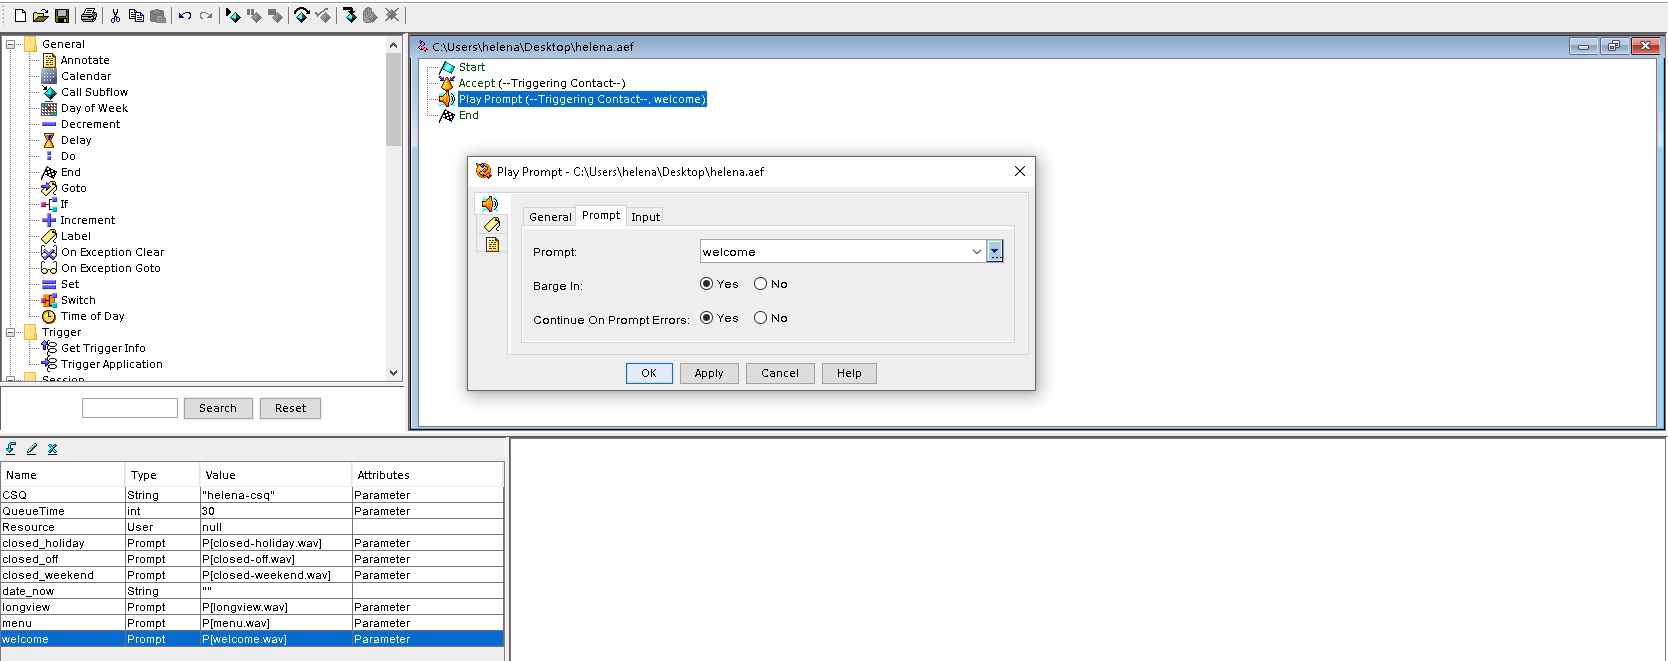 C:\Users\helena\Desktop\helena.aef
General
Annotate
Calendar
Call Subflow
Day of Week
Decrement
Delay
Do
End
Goto
If
Increment
Label
On Exception Clear
On Exception Goto
Set
Switch
Time of Day
Trigger
Get Trigger Info
Trigger Application
Session
Search Reset
Start
Accept (--Triggering Contact--)
Play Prompt (--Triggering Contact--, welcome)
End
Play Prompt - C:\Users\helena\Desktop\helena.aef
General Prompt Input
Prompt: welcome
Barge In: Yes No
Continue On Prompt Errors: Yes No
OK Apply Cancel Help
Name Type Value Attributes
CSQ String "helena-csq" Parameter
QueueTime int 30 Parameter
Resource User null
closed_holiday Prompt P[closed-holiday.wav] Parameter
closed_off Prompt P[closed-off.wav] Parameter
closed_weekend Prompt P[closed-weekend.wav] Parameter
date_now String ""
longview Prompt P[longview.wav] Parameter
menu Prompt P[menu.wav] Parameter
welcome Prompt P[welcome.wav] Parameter